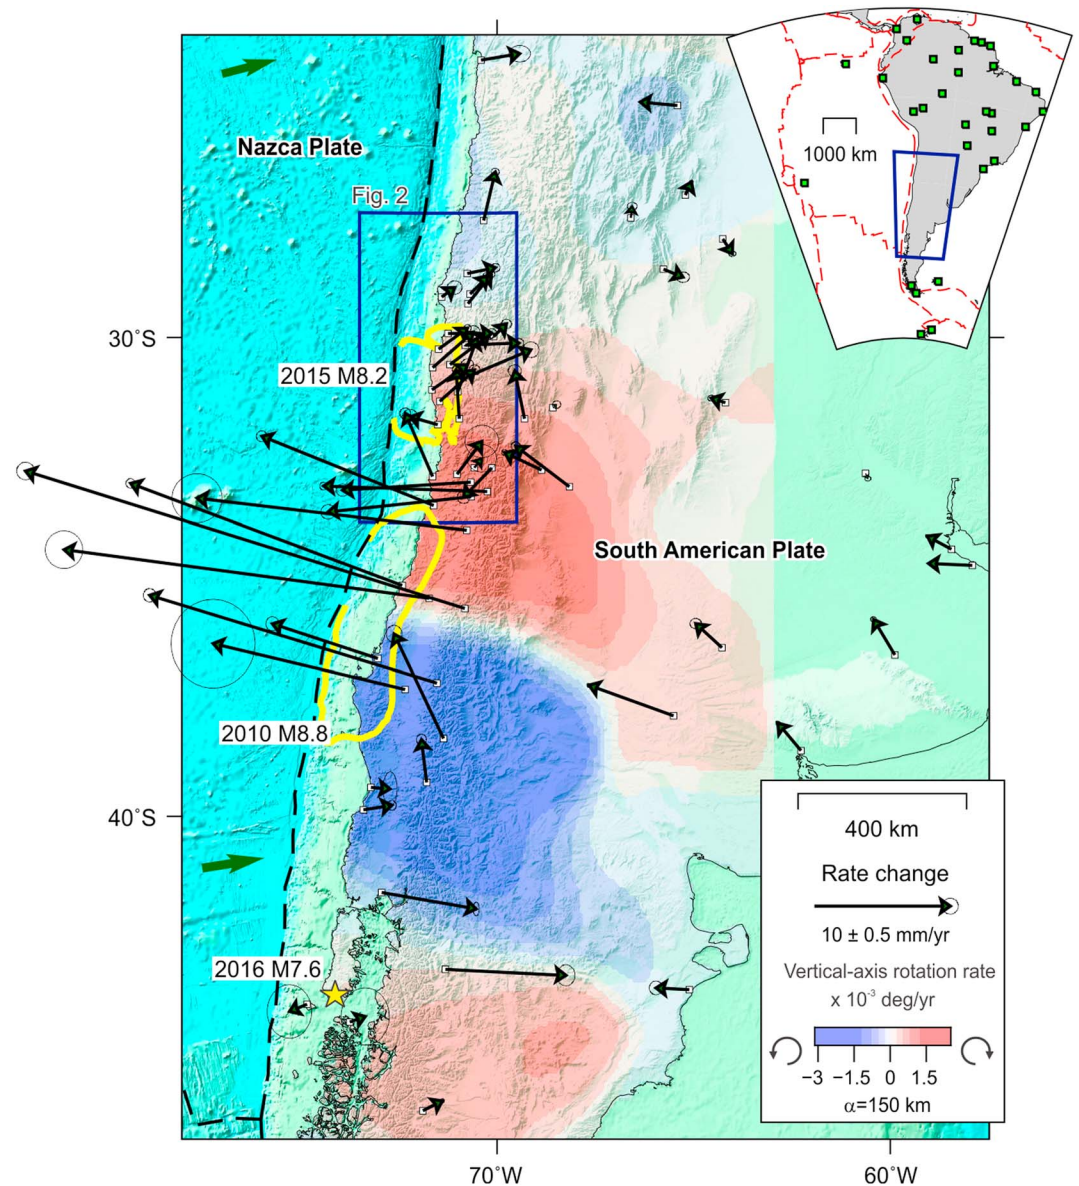 Nazca Plate
1000 km
Fig. 2
30°S
2015 M8.2
South American Plate
2010 M8.8
40°S
400 km
Rate change
10 ± 0.5 mm/yr
2016 M7.6
Vertical-axis rotation rate
x 10⁻³ deg/yr
−3 −1.5 0 1.5
α=150 km
70°W 60°W